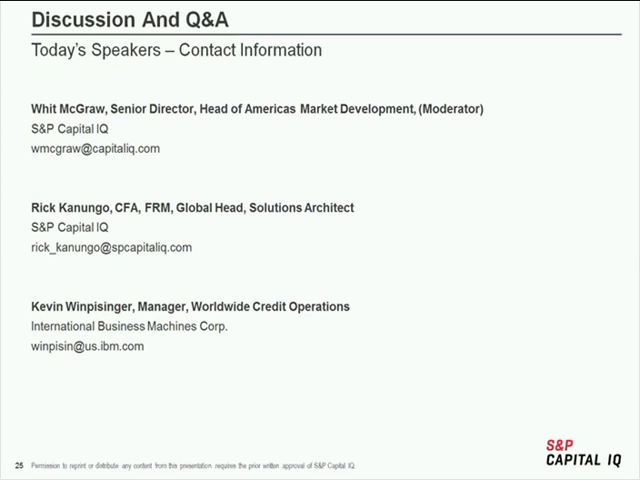 Discussion And Q&A
Today's Speakers – Contact Information
Whit McGraw, Senior Director, Head of Americas Market Development, (Moderator)
S&P Capital IQ
wmcgraw@capitaliq.com
Rick Kanungo, CFA, FRM, Global Head, Solutions Architect
S&P Capital IQ
rick_kanungo@spcapitaliq.com
Kevin Winpisinger, Manager, Worldwide Credit Operations
International Business Machines Corp.
winpisin@us.ibm.com
S&P
CAPITAL IQ
25 Permission to reprint or distribute any content from this presentation requires the prior written approval of S&P Capital IQ.